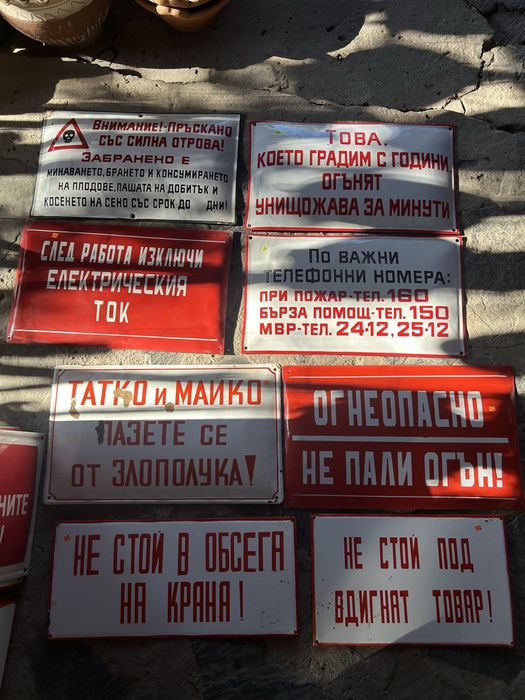 Внимание!-Пръскано
със силна отрова!
Забранено е
минаването, брането и консумирането
на плодове, пашата на добитък и
косенето на сено със срок до дни!
Това,
което градим с години,
огънят
унищожава за минути
След работа изключи
електрическия
ток
По важни
телефонни номера:
при пожар-тел. 160
бърза помощ-тел. 150
МВР-тел. 24-12, 25-12
Татко и майко
пазете се
от злополука!
Огнеопасно
не пали огън!
Не стой в обсега
на крана!
Не стой под
вдигнат товар!
ните